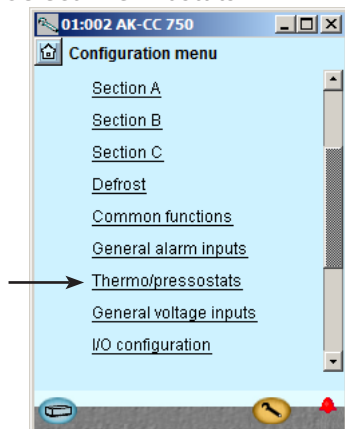 01:002 AK-CC 750
Configuration menu
Section A
Section B
Section C
Defrost
Common functions
General alarm inputs
Thermo/pressostats
General voltage inputs
I/O configuration